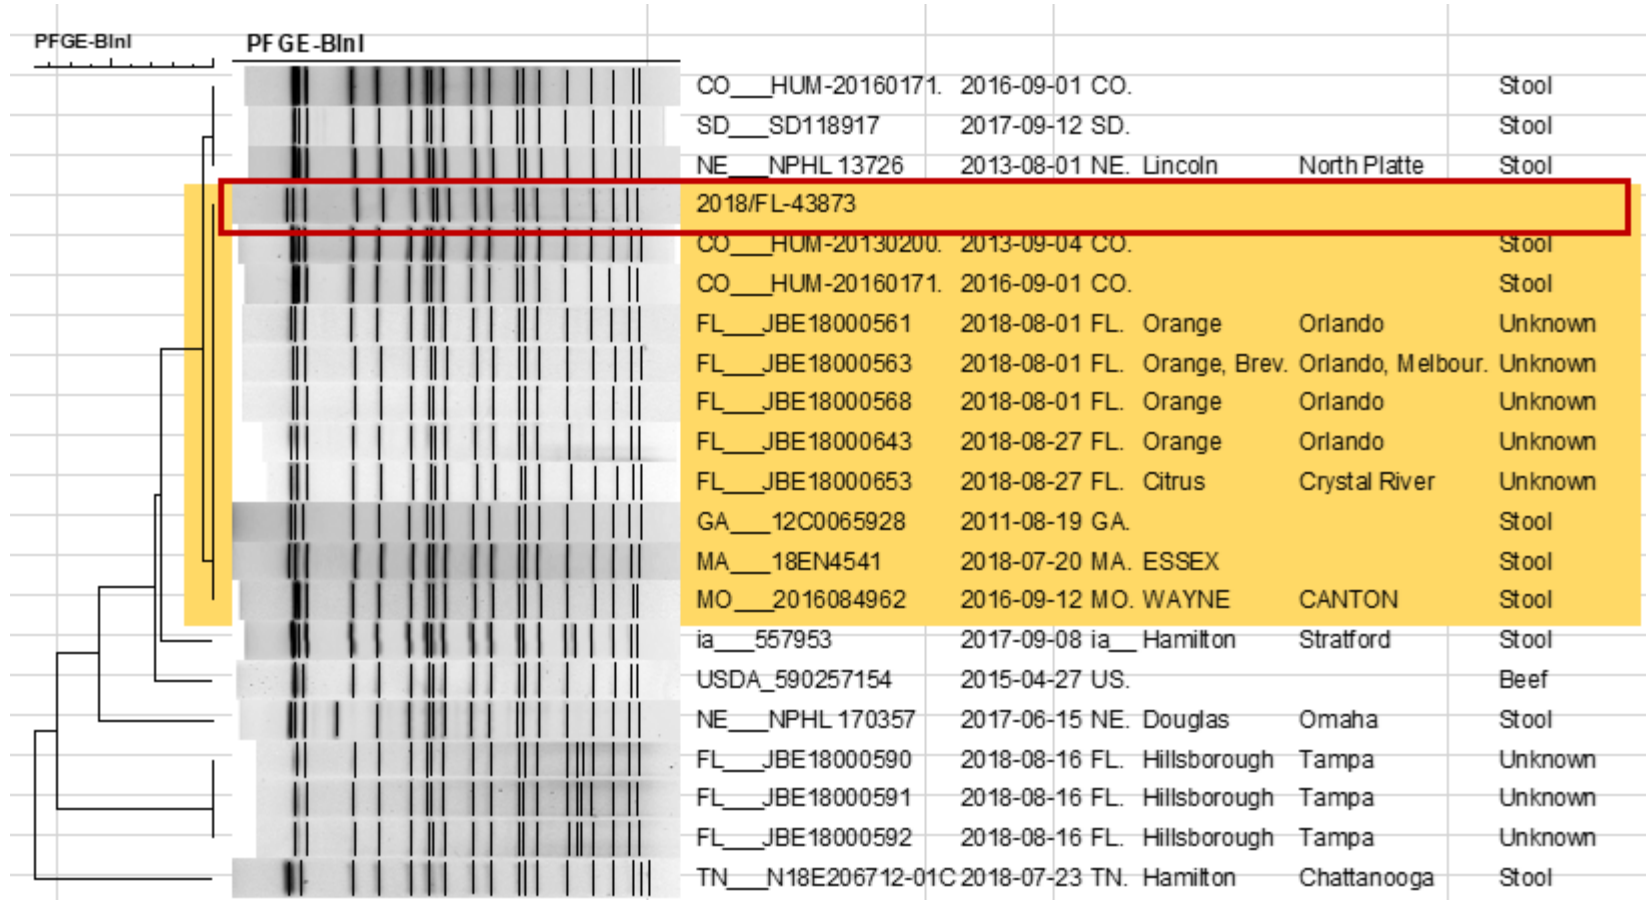 PFGE-BlnI PFGE-BlnI
CO___HUM-20160171. 2016-09-01 CO. Stool
SD___SD118917 2017-09-12 SD. Stool
NE___NPHL 13726 2013-08-01 NE. Lincoln North Platte Stool
2018/FL-43873
CO___HUM-20130200. 2013-09-04 CO. Stool
CO___HUM-20160171. 2016-09-01 CO. Stool
FL___JBE18000561 2018-08-01 FL. Orange Orlando Unknown
FL___JBE18000563 2018-08-01 FL. Orange, Brev. Orlando, Melbour. Unknown
FL___JBE18000568 2018-08-01 FL. Orange Orlando Unknown
FL___JBE18000643 2018-08-27 FL. Orange Orlando Unknown
FL___JBE18000653 2018-08-27 FL. Citrus Crystal River Unknown
GA___12C0065928 2011-08-19 GA. Stool
MA___18EN4541 2018-07-20 MA. ESSEX Stool
MO___2016084962 2016-09-12 MO. WAYNE CANTON Stool
ia___557953 2017-09-08 ia__ Hamilton Stratford Stool
USDA_590257154 2015-04-27 US. Beef
NE___NPHL 170357 2017-06-15 NE. Douglas Omaha Stool
FL___JBE18000590 2018-08-16 FL. Hillsborough Tampa Unknown
FL___JBE18000591 2018-08-16 FL. Hillsborough Tampa Unknown
FL___JBE18000592 2018-08-16 FL. Hillsborough Tampa Unknown
TN___N18E206712-01C 2018-07-23 TN. Hamilton Chattanooga Stool